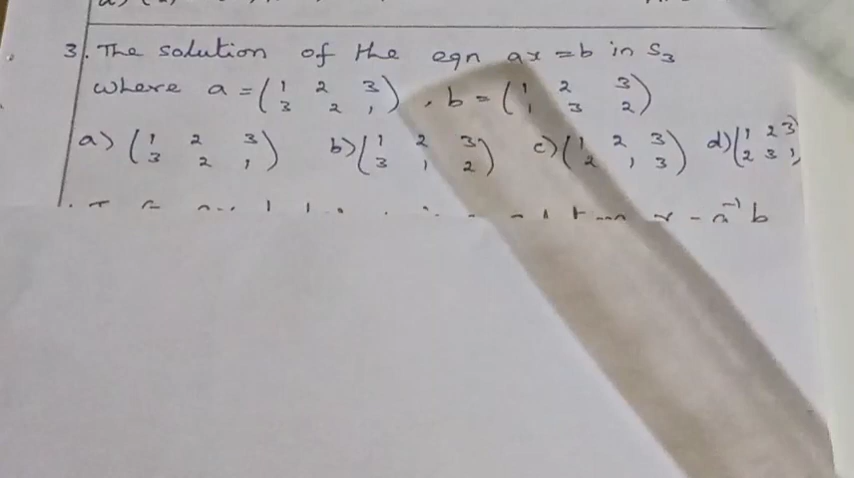 3. The solution of the eqn ax = b in S3
where a = (1 2 3 / 3 2 1), b = (1 2 3 / 1 3 2)
a) (1 2 3 / 3 2 1) b) (1 2 3 / 3 1 2) c) (1 2 3 / 2 1 3) d) (1 2 3 / 2 3 1)
a⁻¹ b